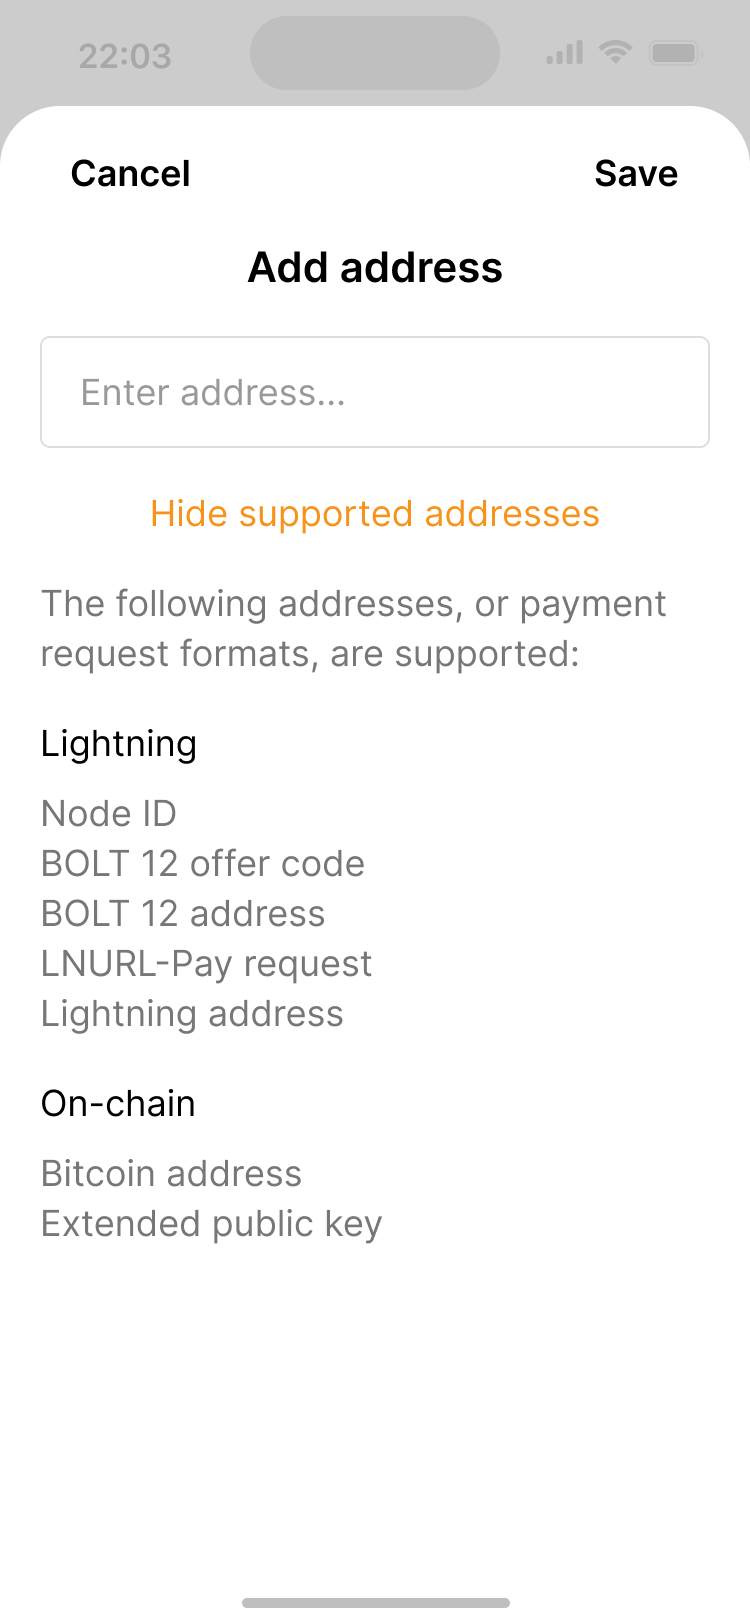 22:03
Cancel
Save
Add address
Enter address...
Hide supported addresses
The following addresses, or payment
request formats, are supported:
Lightning
Node ID
BOLT 12 offer code
BOLT 12 address
LNURL-Pay request
Lightning address
On-chain
Bitcoin address
Extended public key